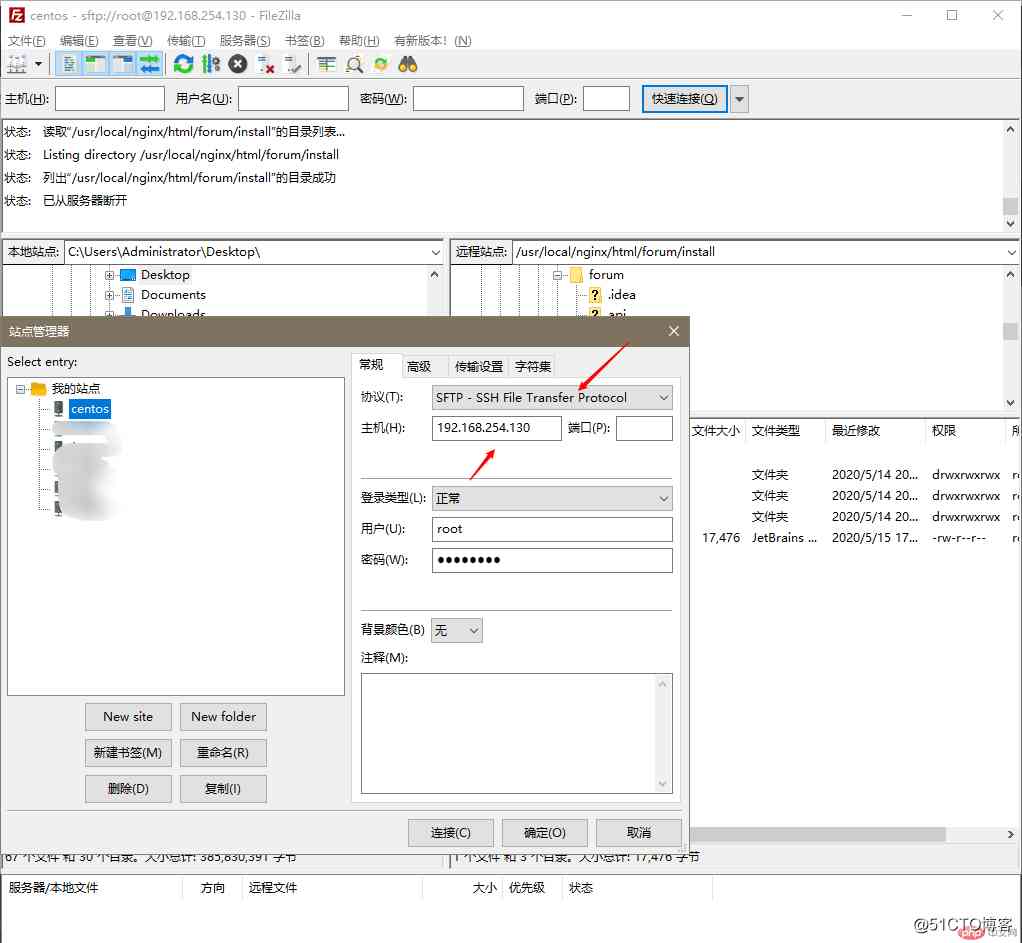 centos - sftp://root@192.168.254.130 - FileZilla
文件(F) 编辑(E) 查看(V) 传输(T) 服务器(S) 书签(B) 帮助(H) 有新版本! (N)
主机(H): 用户名(U): 密码(W): 端口(P): 快速连接(Q)
状态: 读取“/usr/local/nginx/html/forum/install”的目录列表...
状态: Listing directory /usr/local/nginx/html/forum/install
状态: 列出“/usr/local/nginx/html/forum/install”的目录成功
状态: 已从服务器断开
本地站点: C:\Users\Administrator\Desktop\ 远程站点: /usr/local/nginx/html/forum/install
Desktop forum
Documents .idea
Downloads api
站点管理器
Select entry:
我的站点
centos
常规 高级 传输设置 字符集
协议(T): SFTP - SSH File Transfer Protocol
主机(H): 192.168.254.130 端口(P):
登录类型(L): 正常
用户(U): root
密码(W): ●●●●●●●●
背景颜色(B) 无
注释(M):
New site New folder
新建书签(M) 重命名(R)
删除(D) 复制(I)
连接(C) 确定(O) 取消
文件大小 文件类型 最近修改 权限
文件夹 2020/5/14 20... drwxrwxrwx
文件夹 2020/5/14 20... drwxrwxrwx
文件夹 2020/5/14 20... drwxrwxrwx
17,476 JetBrains ... 2020/5/15 17... -rw-r--r--
67 个文件 和 30 个目录。大小总计: 385,830,391 字节 1 个文件 和 3 个目录。大小总计: 17,476 字节
服务器/本地文件 方向 远程文件 大小 优先级 状态
@51CTO博客
php